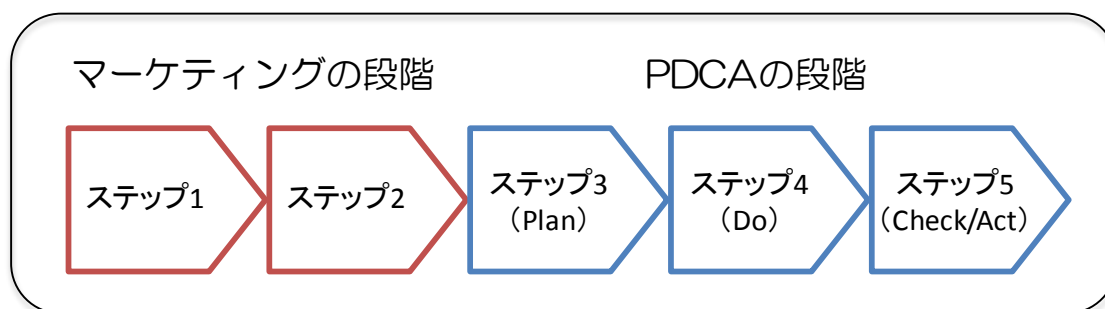 マーケティングの段階
PDCAの段階
ステップ1
ステップ2
ステップ3
（Plan）
ステップ4
（Do）
ステップ5
（Check/Act）